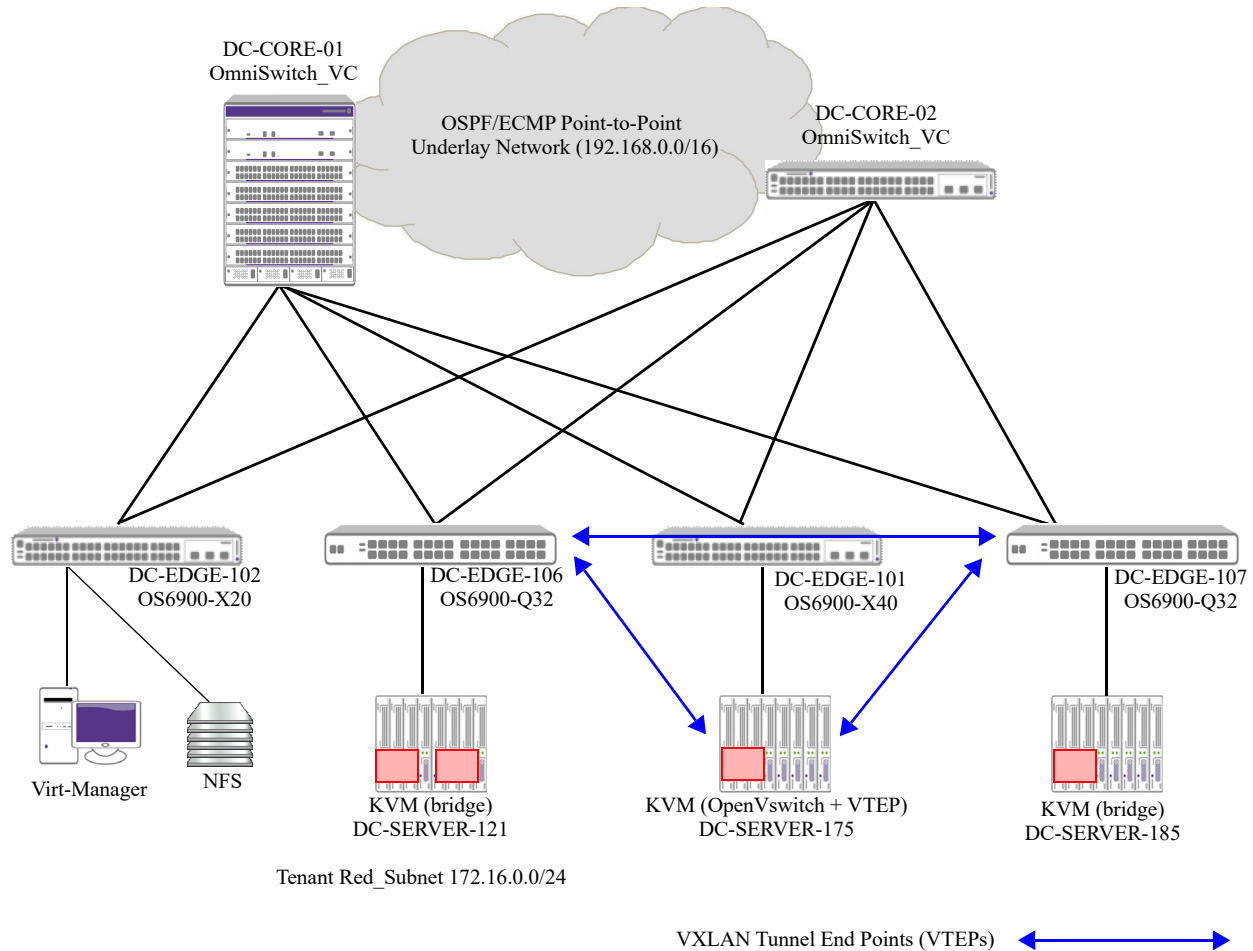 DC-CORE-01
OmniSwitch_VC
OSPF/ECMP Point-to-Point
Underlay Network (192.168.0.0/16)
DC-CORE-02
OmniSwitch_VC
DC-EDGE-102
OS6900-X20
DC-EDGE-106
OS6900-Q32
DC-EDGE-101
OS6900-X40
DC-EDGE-107
OS6900-Q32
Virt-Manager
NFS
KVM (bridge)
DC-SERVER-121
KVM (OpenVswitch + VTEP)
DC-SERVER-175
KVM (bridge)
DC-SERVER-185
Tenant Red_Subnet 172.16.0.0/24
VXLAN Tunnel End Points (VTEPs)